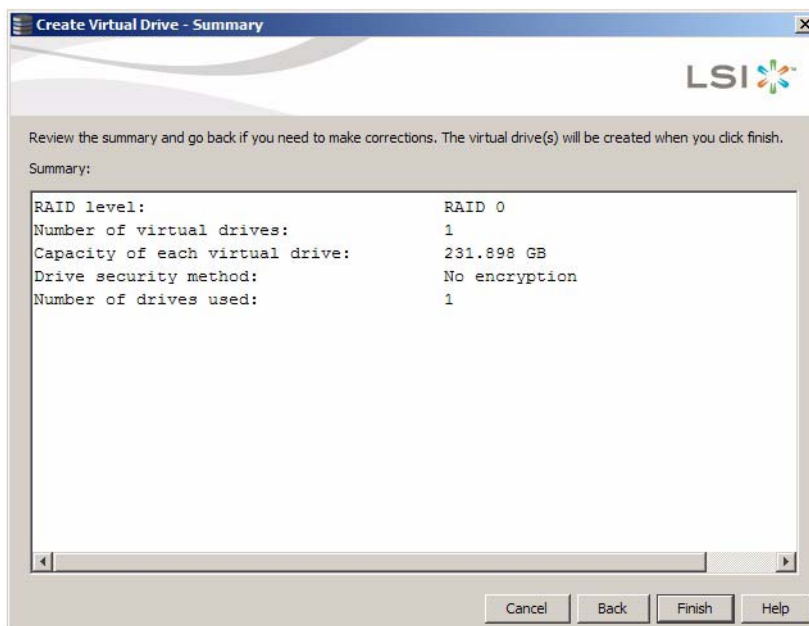 Create Virtual Drive - Summary
LSI
Review the summary and go back if you need to make corrections. The virtual drive(s) will be created when you click finish.
Summary:
RAID level: RAID 0
Number of virtual drives: 1
Capacity of each virtual drive: 231.898 GB
Drive security method: No encryption
Number of drives used: 1
Cancel Back Finish Help